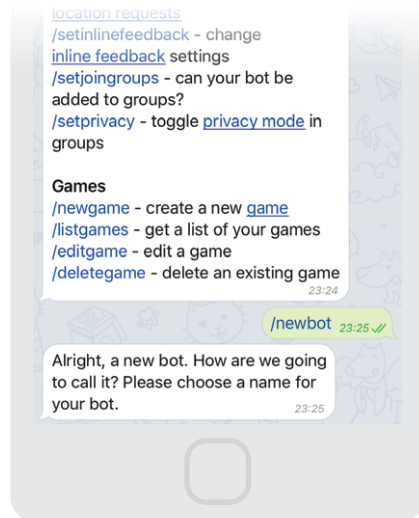 location requests
/setinlinefeedback - change
inline feedback settings
/setjoingroups - can your bot be
added to groups?
/setprivacy - toggle privacy mode in
groups
Games
/newgame - create a new game
/listgames - get a list of your games
/editgame - edit a game
/deletegame - delete an existing game
23:24
/newbot 23:25
Alright, a new bot. How are we going
to call it? Please choose a name for
your bot.
23:25